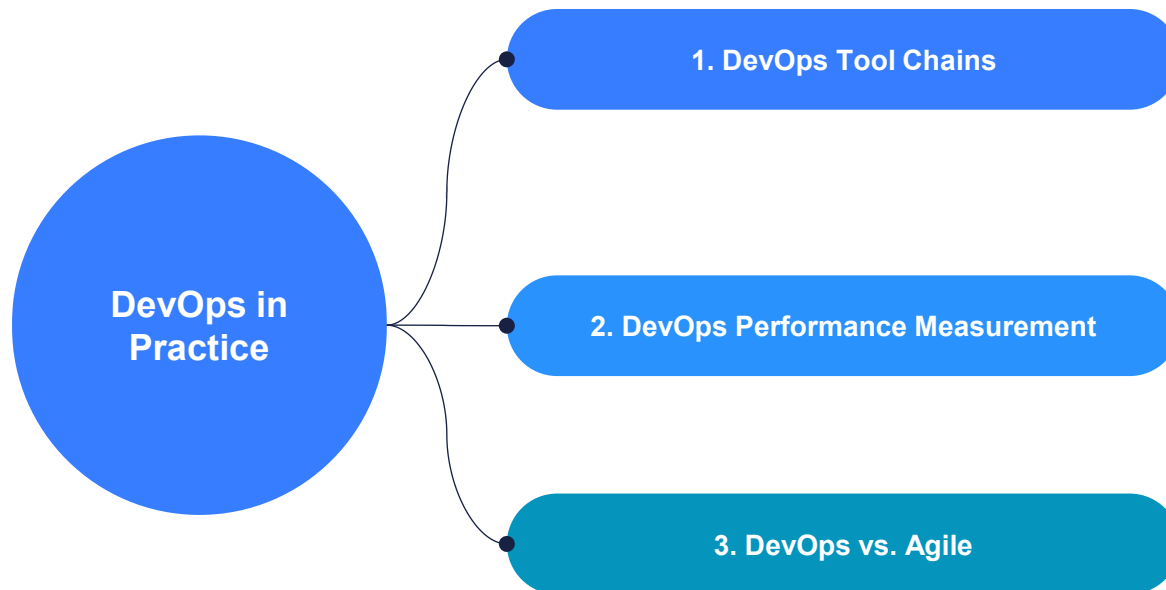 DevOps in
Practice
1. DevOps Tool Chains
2. DevOps Performance Measurement
3. DevOps vs. Agile